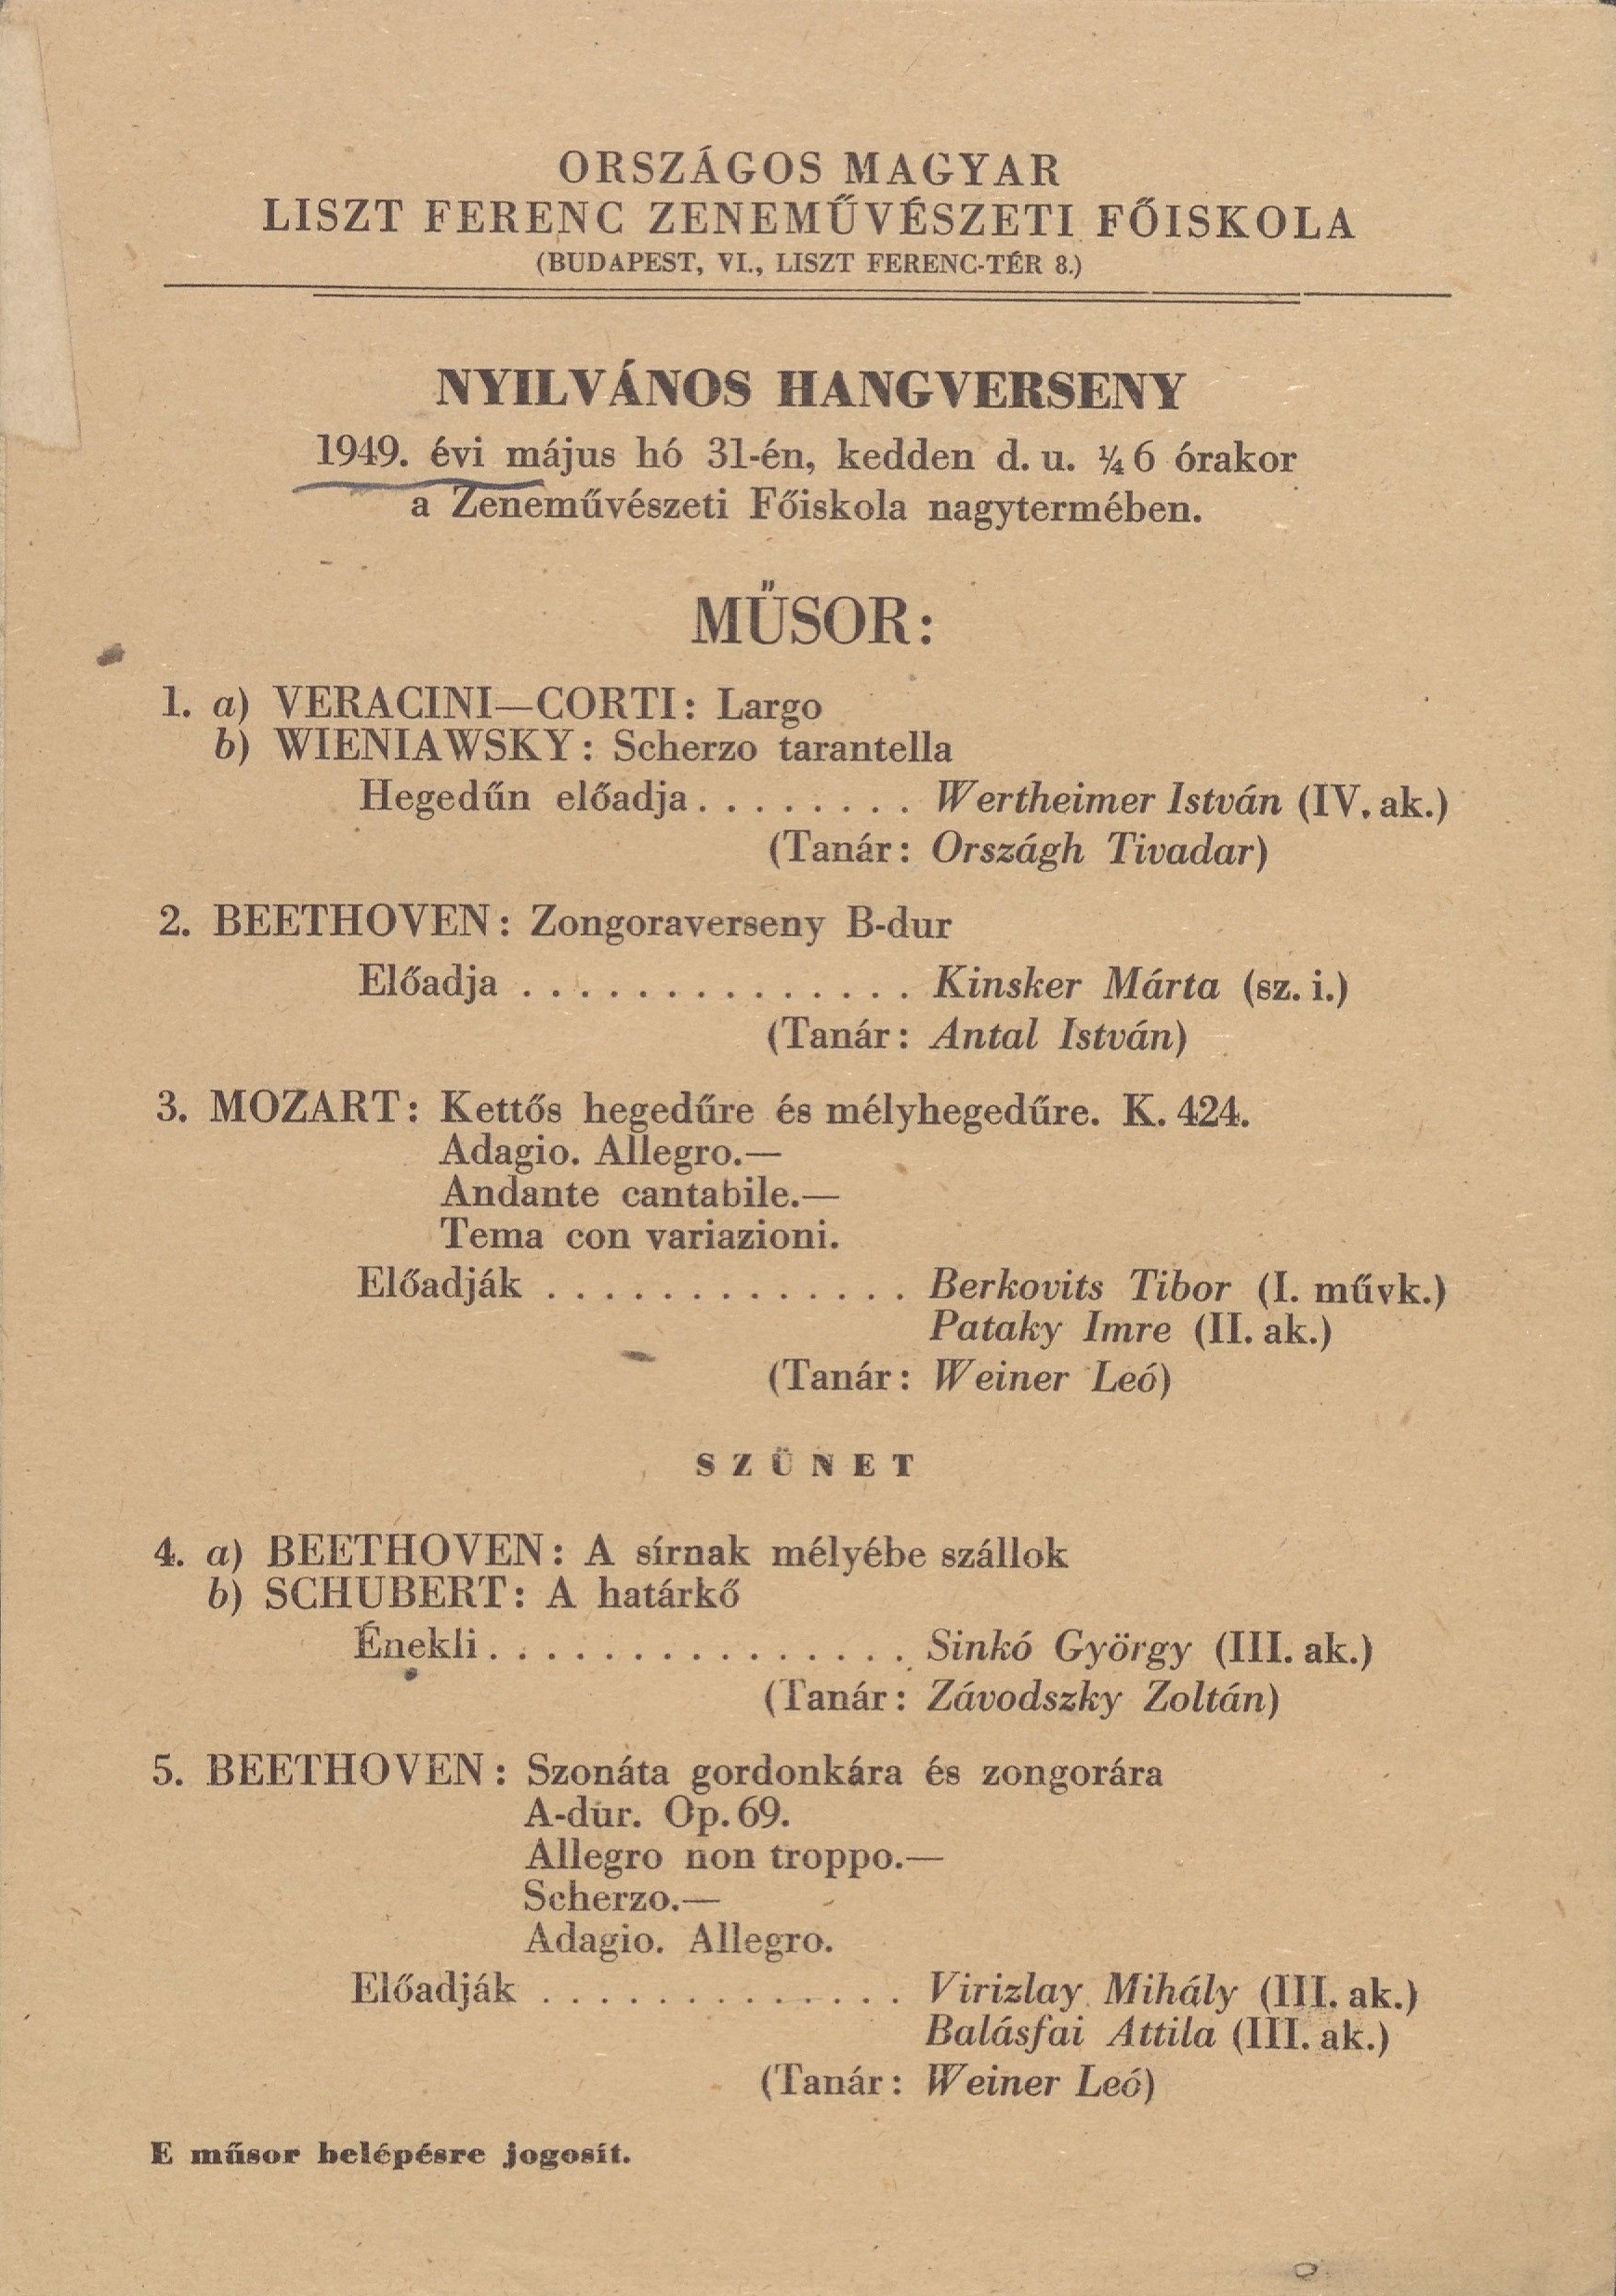 ORSZÁGOS MAGYAR
LISZT FERENC ZENEMŰVÉSZETI FŐISKOLA
(BUDAPEST, VI., LISZT FERENC-TÉR 8.)
NYILVÁNOS HANGVERSENY
1949. évi május hó 31-én, kedden d. u. ¼ 6 órakor
a Zeneművészeti Főiskola nagytermében.
MŰSOR:
1. a) VERACINI—CORTI: Largo
b) WIENIAWSKY: Scherzo tarantella
Hegedűn előadja. . . . . . . . Wertheimer István (IV. ak.)
(Tanár: Országh Tivadar)
2. BEETHOVEN: Zongoraverseny B-dur
Előadja . . . . . . . . . . . . . . Kinsker Márta (sz. i.)
(Tanár: Antal István)
3. MOZART: Kettős hegedűre és mélyhegedűre. K. 424.
Adagio. Allegro.—
Andante cantabile.—
Tema con variazioni.
Előadják . . . . . . . . . . . . . Berkovits Tibor (I. művk.)
Pataky Imre (II. ak.)
(Tanár: Weiner Leó)
SZÜNET
4. a) BEETHOVEN: A sírnak mélyébe szállok
b) SCHUBERT: A határkő
Énekli . . . . . . . . . . . . . . . Sinkó György (III. ak.)
(Tanár: Závodszky Zoltán)
5. BEETHOVEN: Szonáta gordonkára és zongorára
A-dur. Op. 69.
Allegro non troppo.—
Scherzo.—
Adagio. Allegro.
Előadják . . . . . . . . . . . . . Virizlay Mihály (III. ak.)
Balásfai Attila (III. ak.)
(Tanár: Weiner Leó)
E műsor belépésre jogosít.